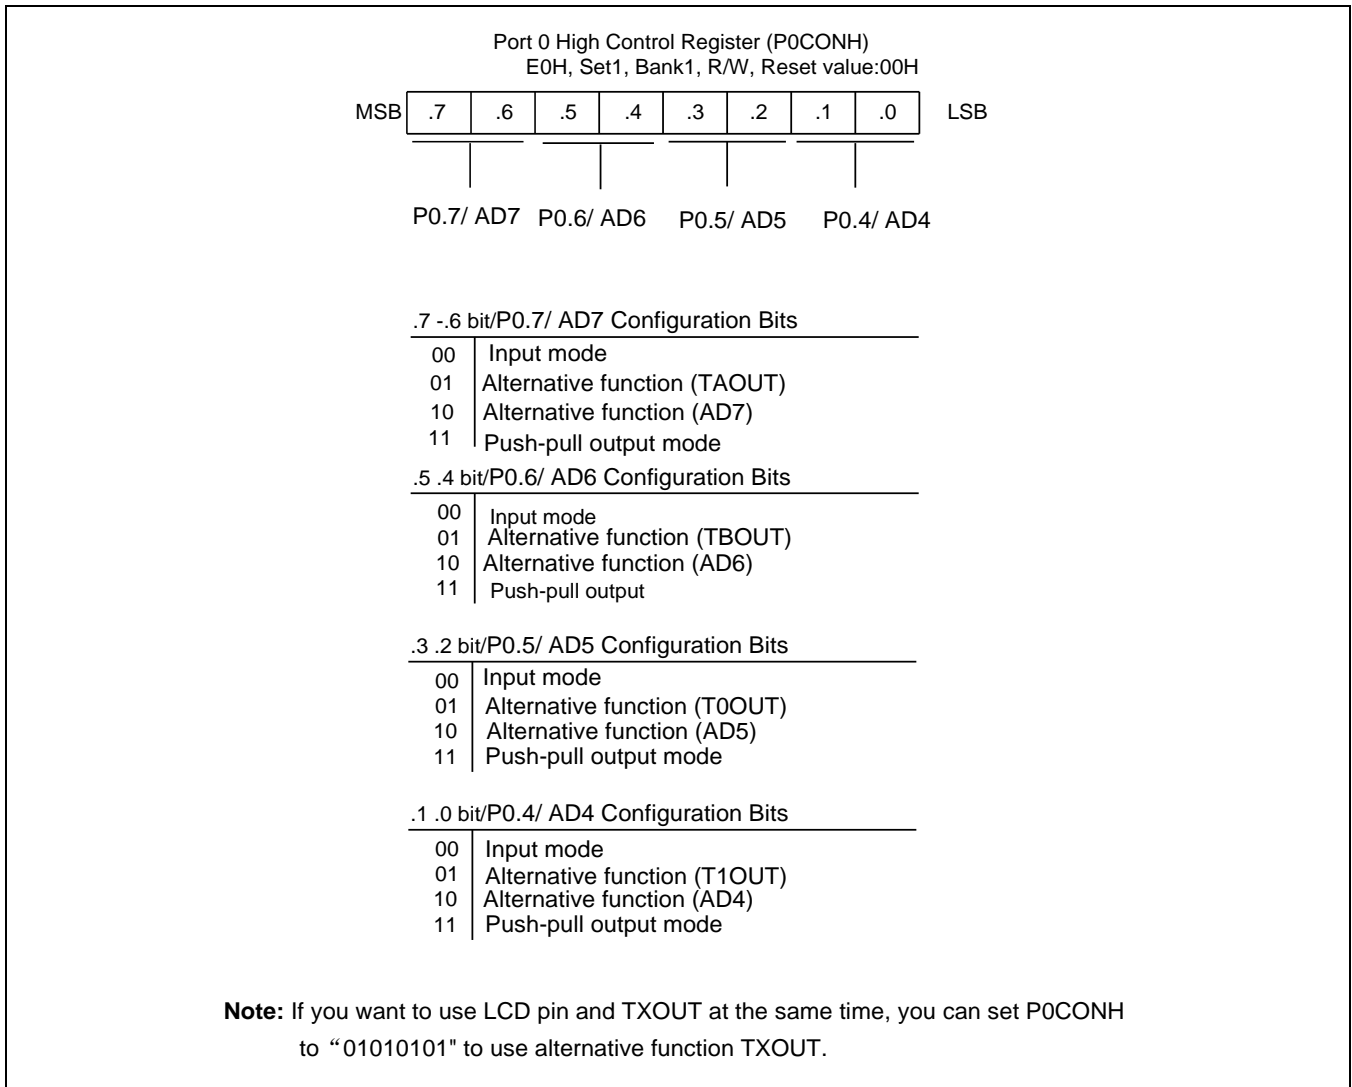 Port 0 High Control Register (P0CONH)
E0H, Set1, Bank1, R/W, Reset value:00H
MSB .7 .6 .5 .4 .3 .2 .1 .0 LSB
P0.7/ AD7 P0.6/ AD6 P0.5/ AD5 P0.4/ AD4
.7 -.6 bit/P0.7/ AD7 Configuration Bits
00 Input mode
01 Alternative function (TAOUT)
10 Alternative function (AD7)
11 Push-pull output mode
.5 .4 bit/P0.6/ AD6 Configuration Bits
00 Input mode
01 Alternative function (TBOUT)
10 Alternative function (AD6)
11 Push-pull output
.3 .2 bit/P0.5/ AD5 Configuration Bits
00 Input mode
01 Alternative function (T0OUT)
10 Alternative function (AD5)
11 Push-pull output mode
.1 .0 bit/P0.4/ AD4 Configuration Bits
00 Input mode
01 Alternative function (T1OUT)
10 Alternative function (AD4)
11 Push-pull output mode
Note: If you want to use LCD pin and TXOUT at the same time, you can set P0CONH
to “01010101" to use alternative function TXOUT.